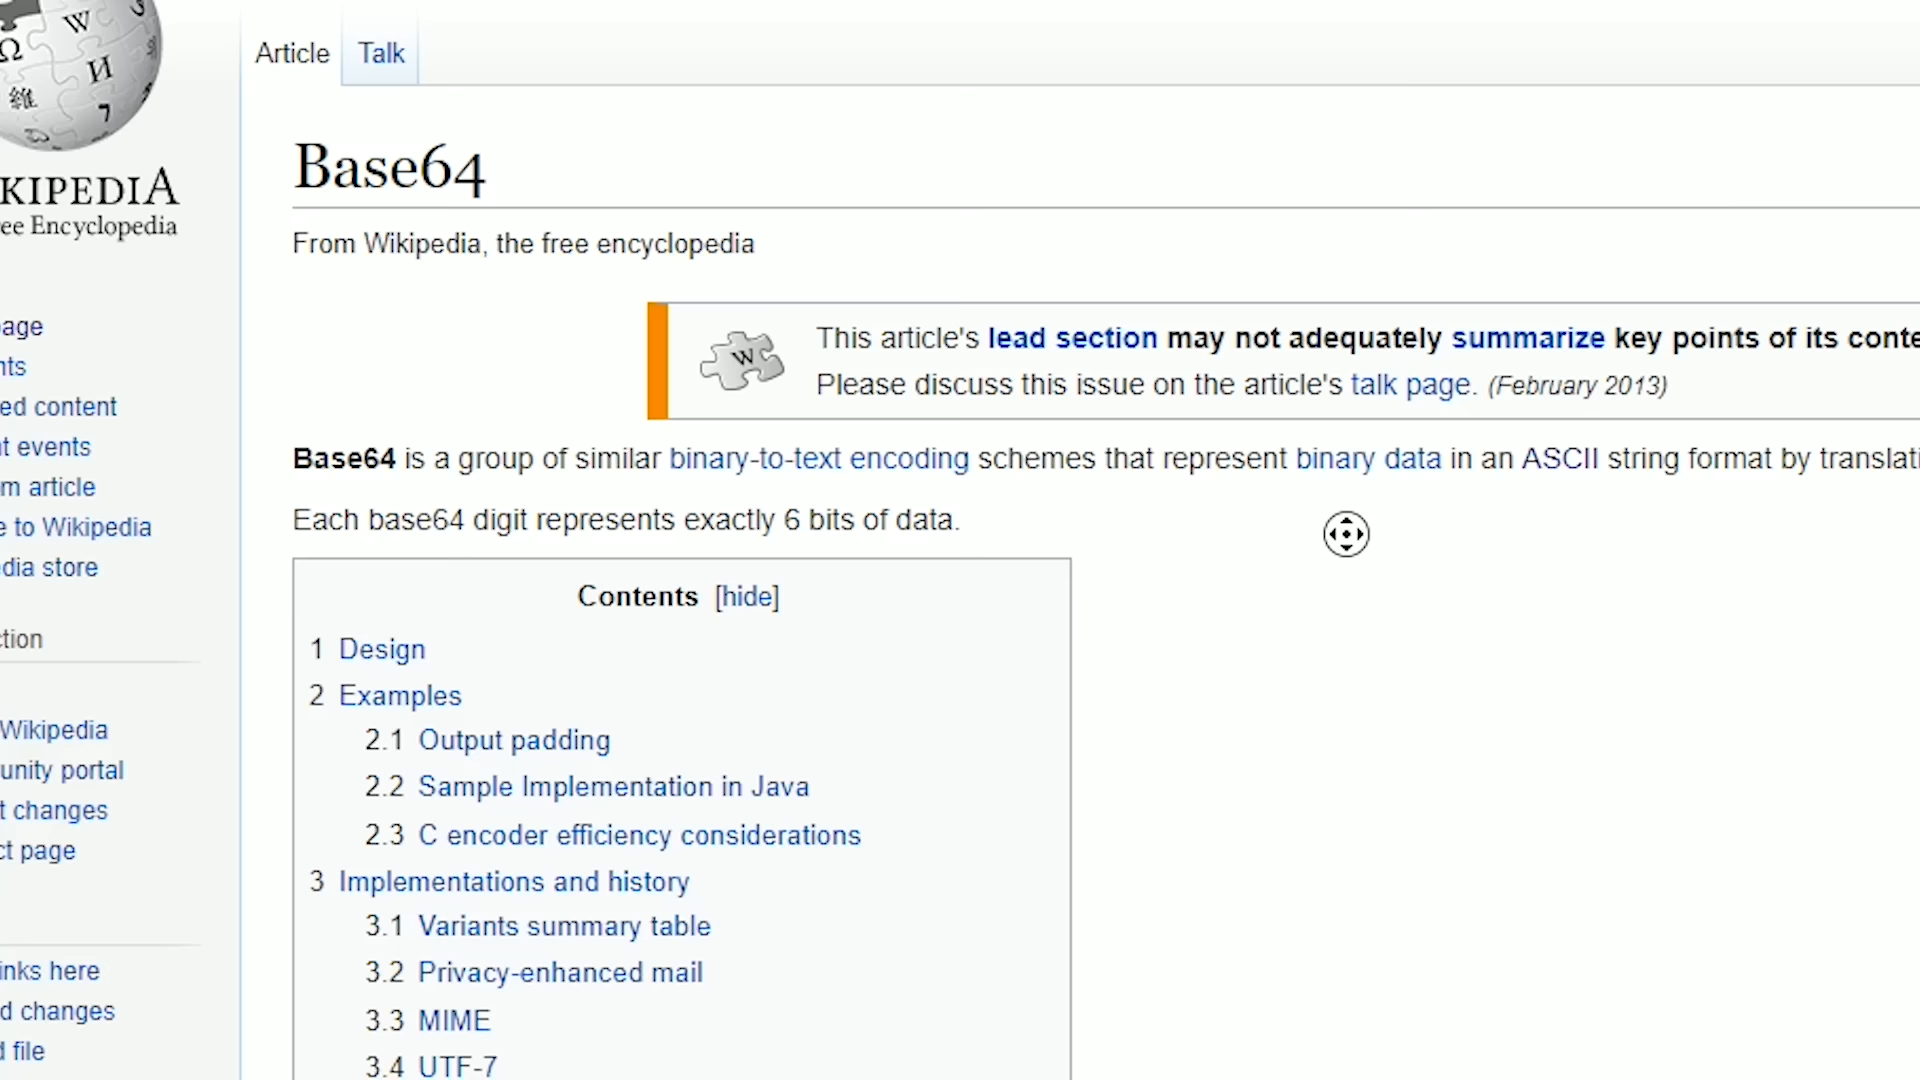 Article Talk
KIPEDIA
ee Encyclopedia
Base64
From Wikipedia, the free encyclopedia
This article's lead section may not adequately summarize key points of its conte
Please discuss this issue on the article's talk page. (February 2013)
Base64 is a group of similar binary-to-text encoding schemes that represent binary data in an ASCII string format by translati
Each base64 digit represents exactly 6 bits of data.
Contents [hide]
1 Design
2 Examples
2.1 Output padding
2.2 Sample Implementation in Java
2.3 C encoder efficiency considerations
3 Implementations and history
3.1 Variants summary table
3.2 Privacy-enhanced mail
3.3 MIME
3.4 UTF-7
age
nts
ed content
t events
m article
e to Wikipedia
dia store
ction
Wikipedia
unity portal
t changes
ct page
inks here
d changes
d file